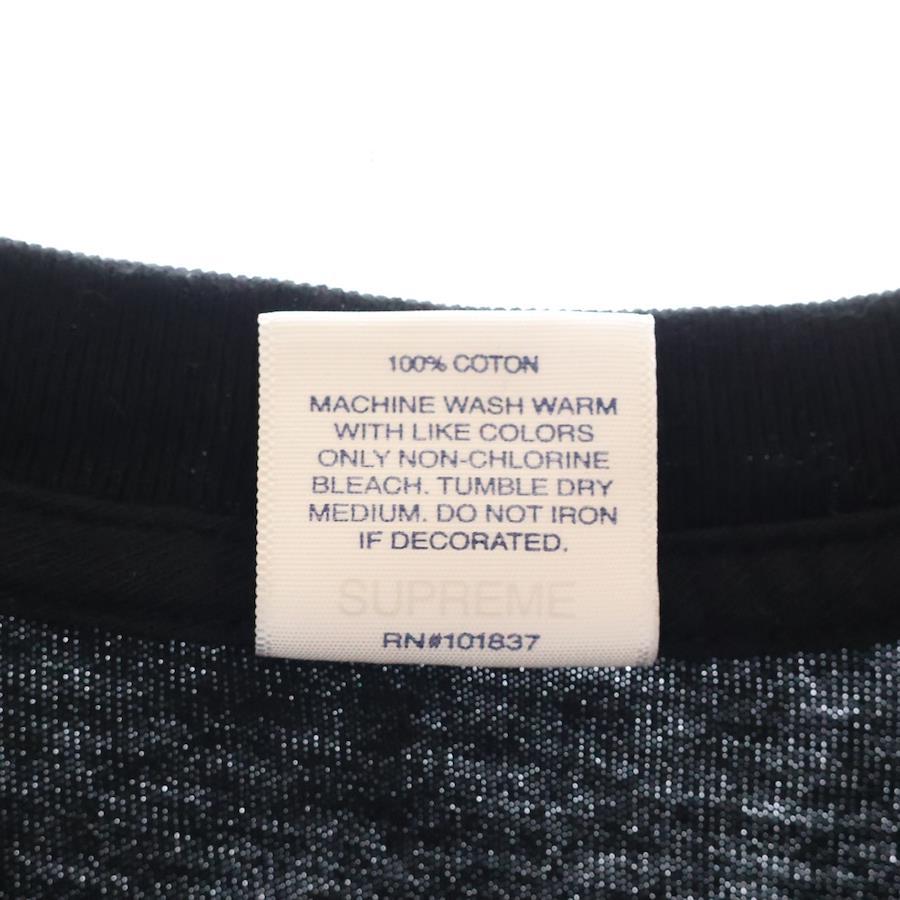 100% COTON
MACHINE WASH WARM
WITH LIKE COLORS
ONLY NON-CHLORINE
BLEACH. TUMBLE DRY
MEDIUM. DO NOT IRON
IF DECORATED.
SUPREME
RN#101837